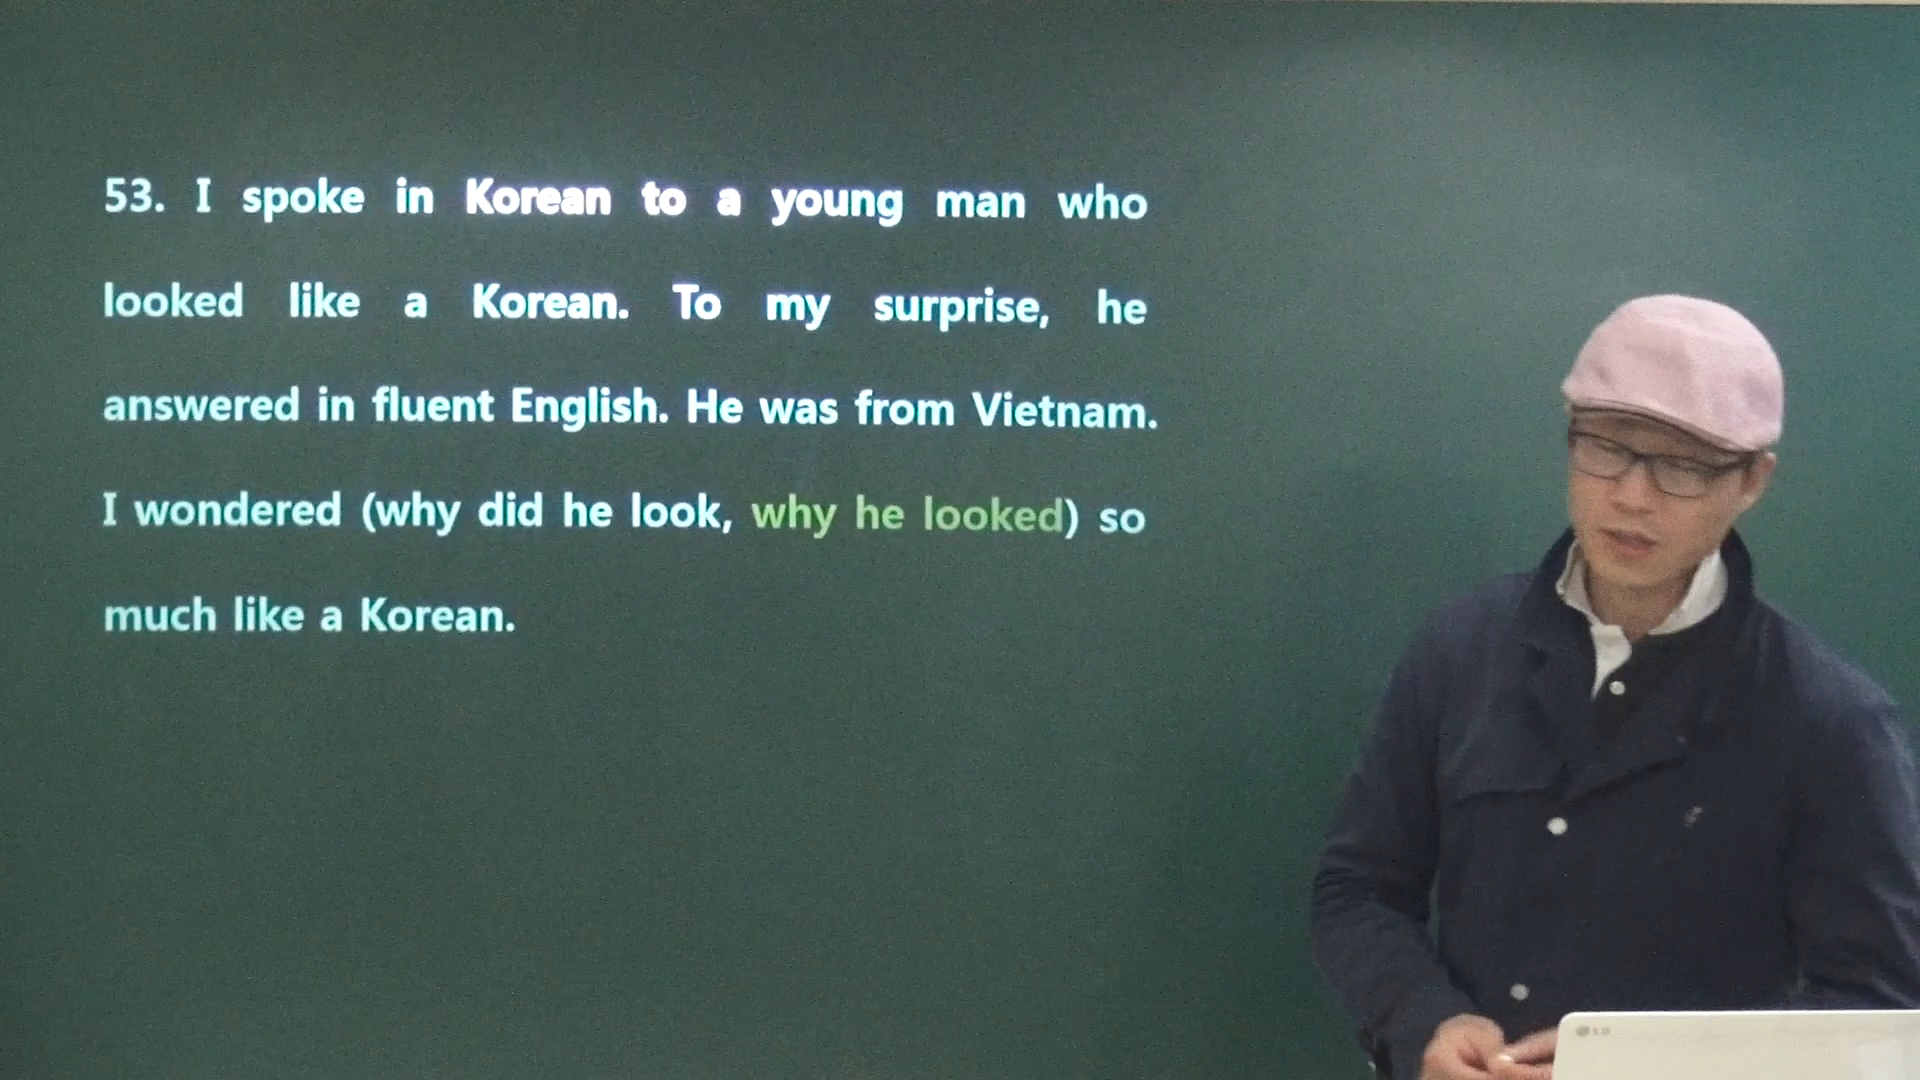 53. I spoke in Korean to a young man who
looked like a Korean. To my surprise, he
answered in fluent English. He was from Vietnam.
I wondered (why did he look, why he looked) so
much like a Korean.
LG